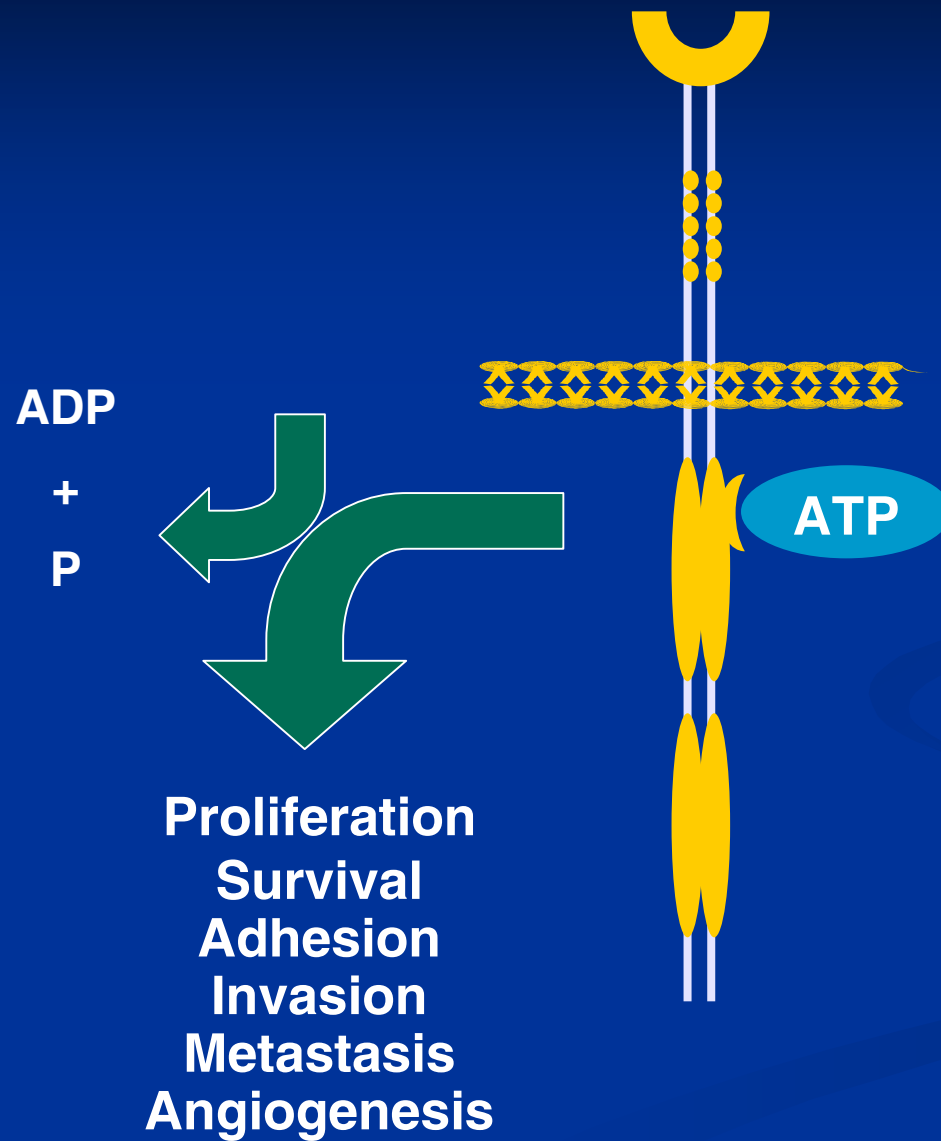 ADP
+
P
ATP
Proliferation
Survival
Adhesion
Invasion
Metastasis
Angiogenesis